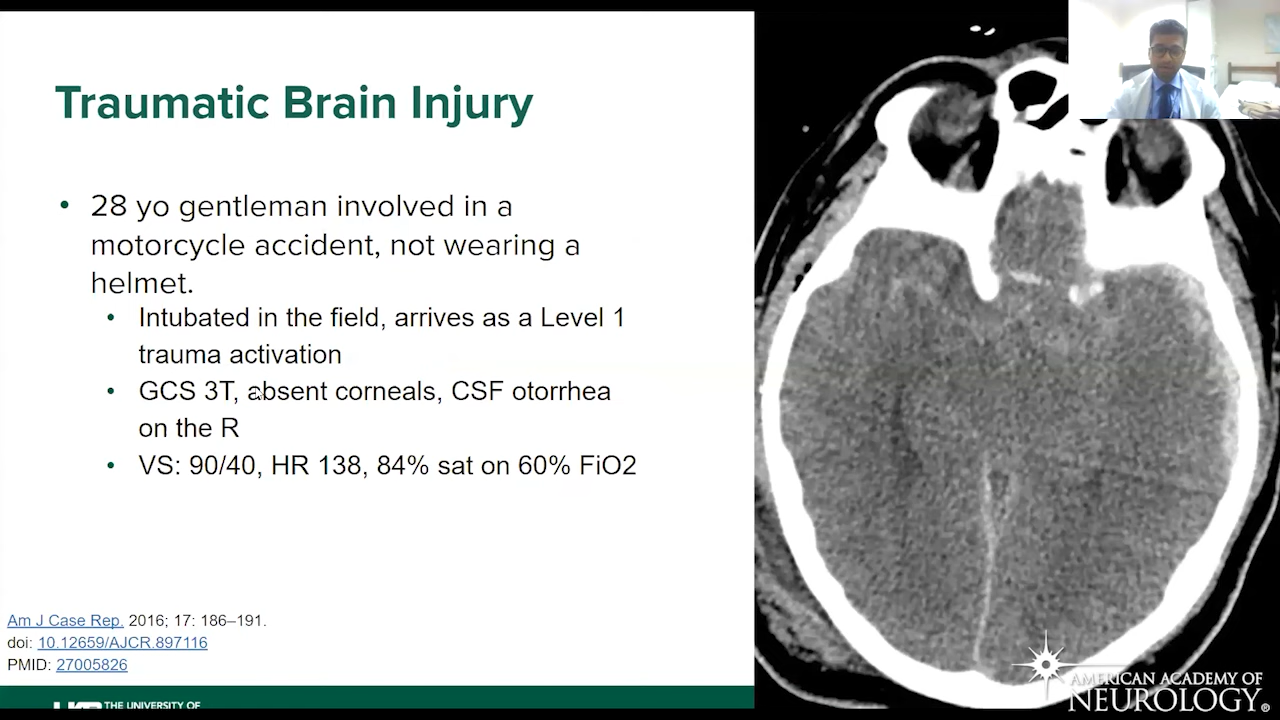 Traumatic Brain Injury
• 28 yo gentleman involved in a
motorcycle accident, not wearing a
helmet.
• Intubated in the field, arrives as a Level 1
trauma activation
• GCS 3T, absent corneals, CSF otorrhea
on the R
• VS: 90/40, HR 138, 84% sat on 60% FiO2
Am J Case Rep. 2016; 17: 186–191.
doi: 10.12659/AJCR.897116
PMID: 27005826
THE UNIVERSITY OF
AMERICAN ACADEMY OF
NEUROLOGY®